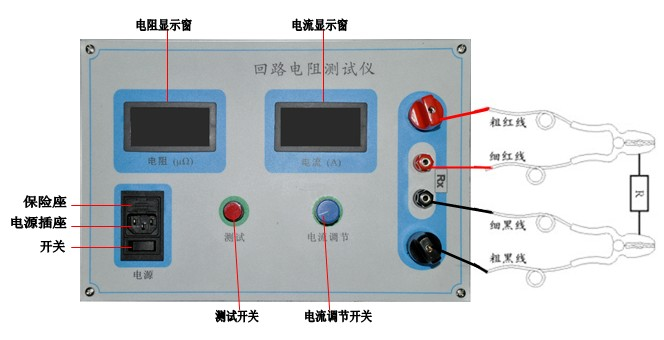 电阻显示窗
电流显示窗
回路电阻测试仪
电阻 (μΩ)
电流 (A)
粗红线
细红线
Rx
R
保险座
电源插座
开关
测试
电流调节
细黑线
粗黑线
电源
测试开关
电流调节开关